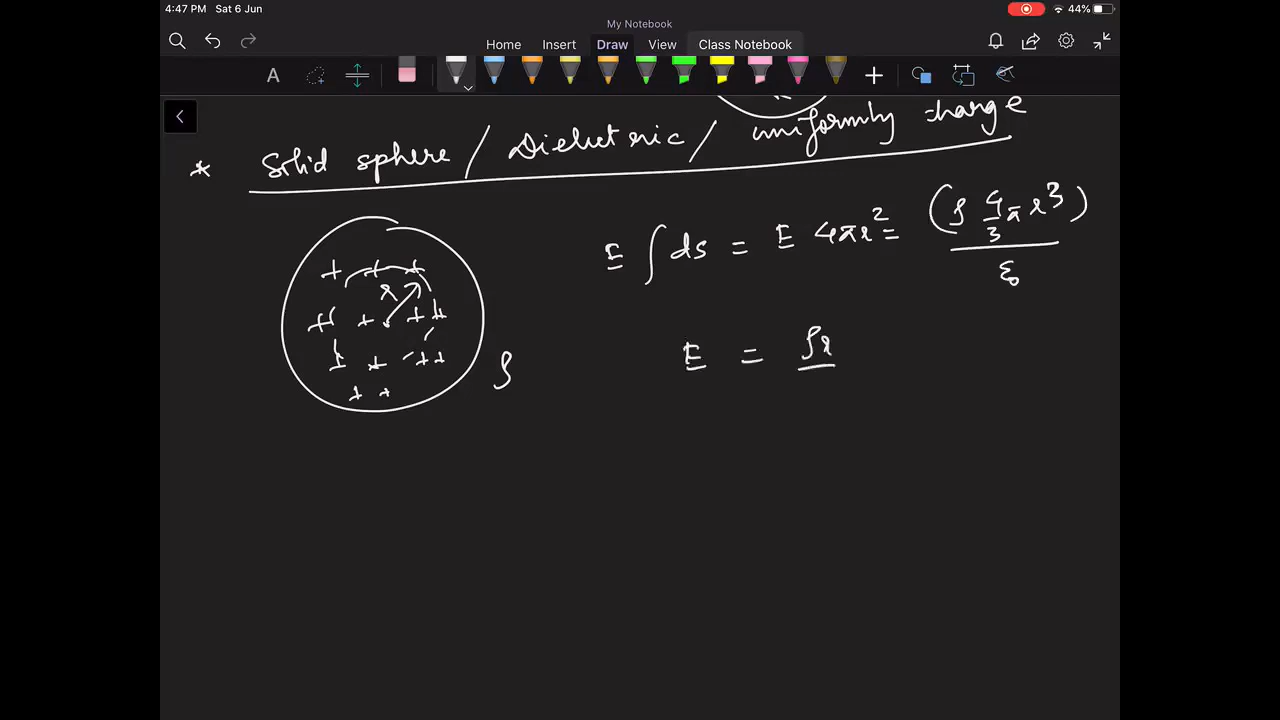 4:47 PM Sat 6 Jun
44%
My Notebook
Home Insert Draw View Class Notebook
A
* Solid sphere / Dielectric / uniformly charge
E ∫ ds = E 4πr² = (ρ 4/3 π r³) / ε₀
r
ρ
E = ρr